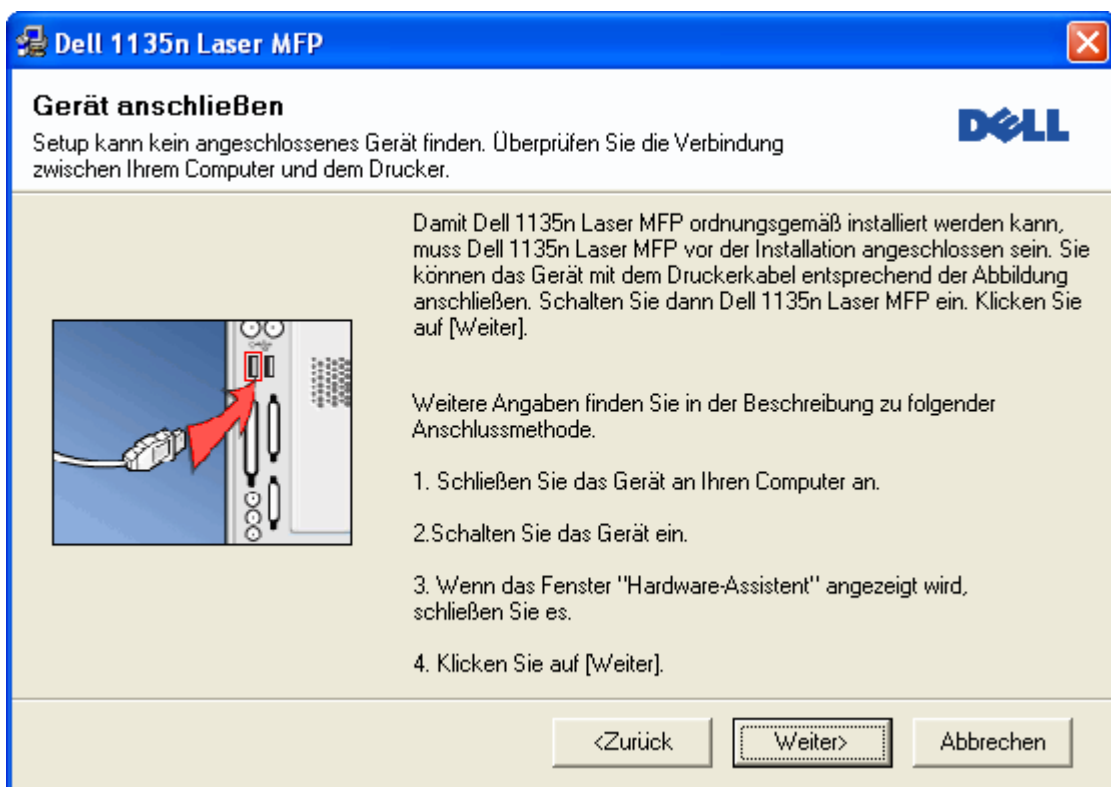 Dell 1135n Laser MFP
Gerät anschließen
Setup kann kein angeschlossenes Gerät finden. Überprüfen Sie die Verbindung
zwischen Ihrem Computer und dem Drucker.
DELL
Damit Dell 1135n Laser MFP ordnungsgemäß installiert werden kann,
muss Dell 1135n Laser MFP vor der Installation angeschlossen sein. Sie
können das Gerät mit dem Druckerkabel entsprechend der Abbildung
anschließen. Schalten Sie dann Dell 1135n Laser MFP ein. Klicken Sie
auf [Weiter].
Weitere Angaben finden Sie in der Beschreibung zu folgender
Anschlussmethode.
1. Schließen Sie das Gerät an Ihren Computer an.
2.Schalten Sie das Gerät ein.
3. Wenn das Fenster "Hardware-Assistent" angezeigt wird,
schließen Sie es.
4. Klicken Sie auf [Weiter].
<Zurück
Weiter>
Abbrechen